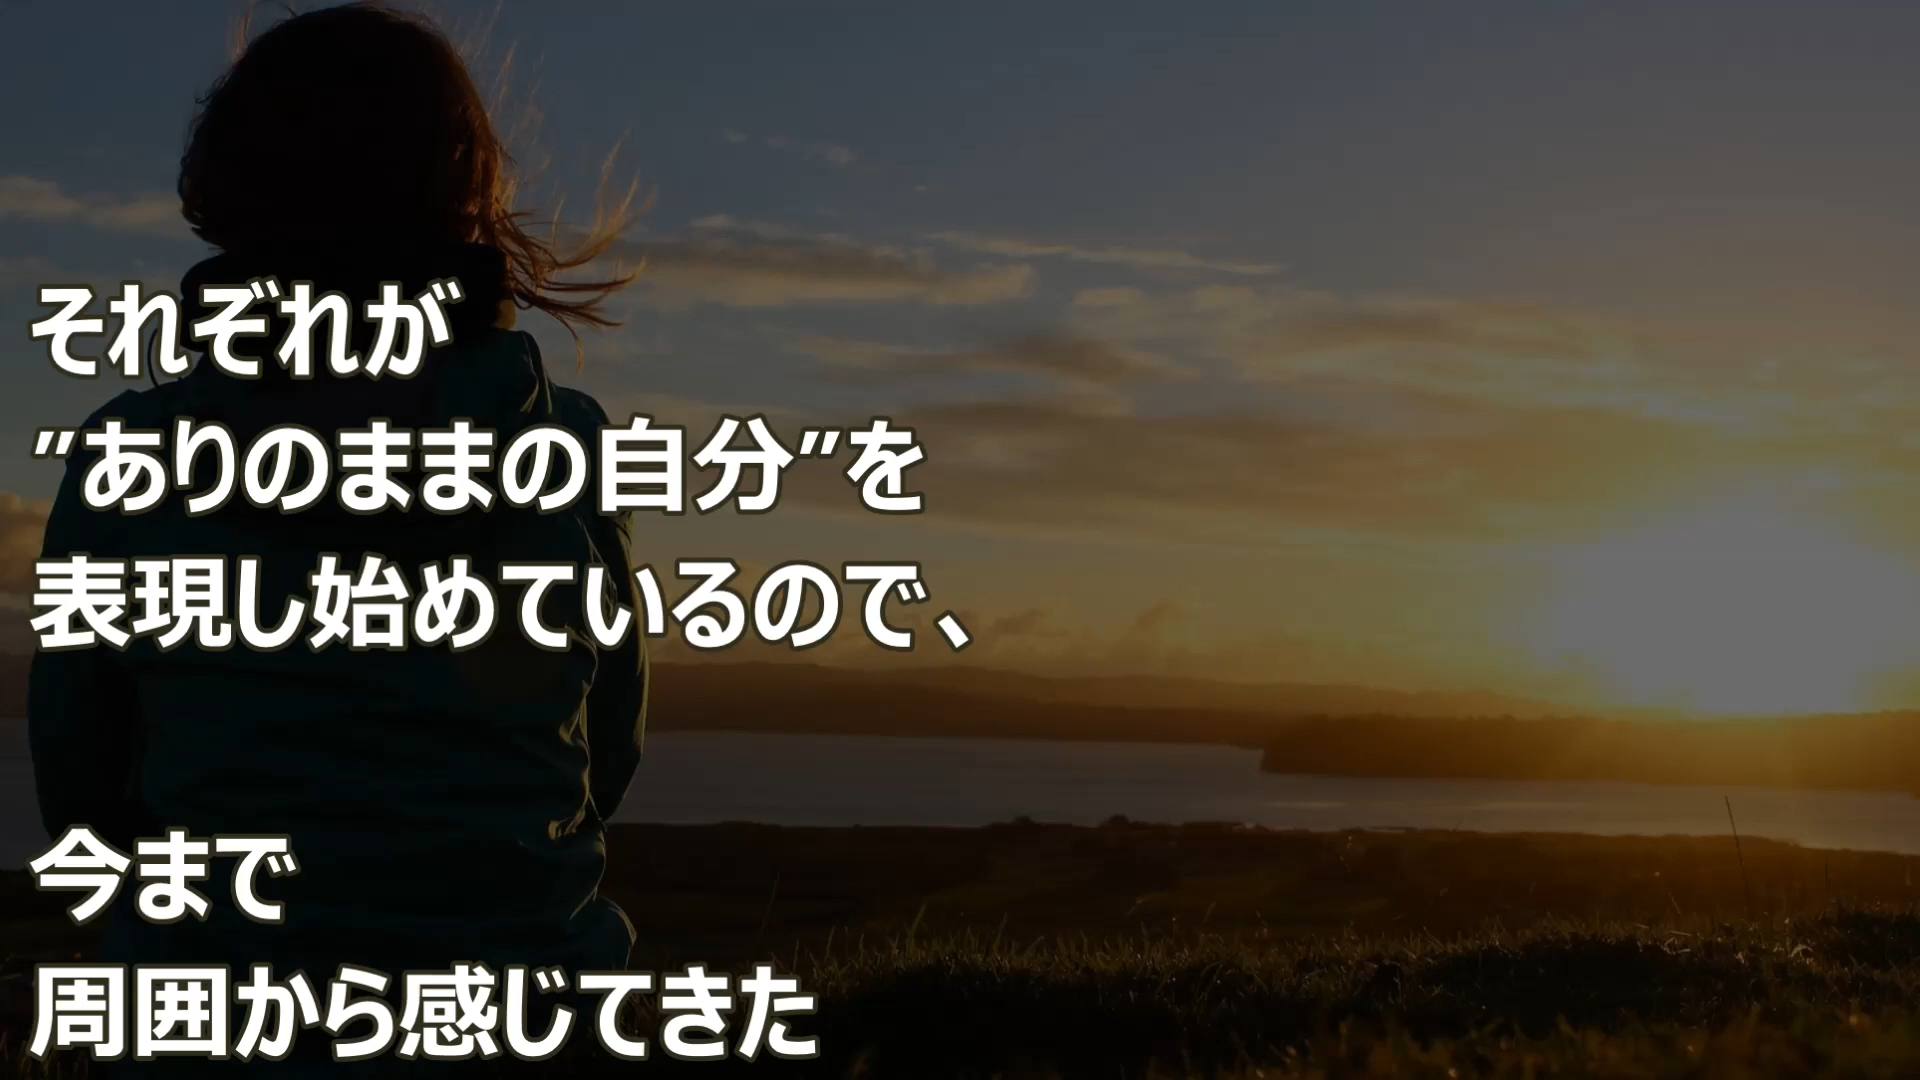 それぞれが
"ありのままの自分"を
表現し始めているので、
今まで
周囲から感じてきた